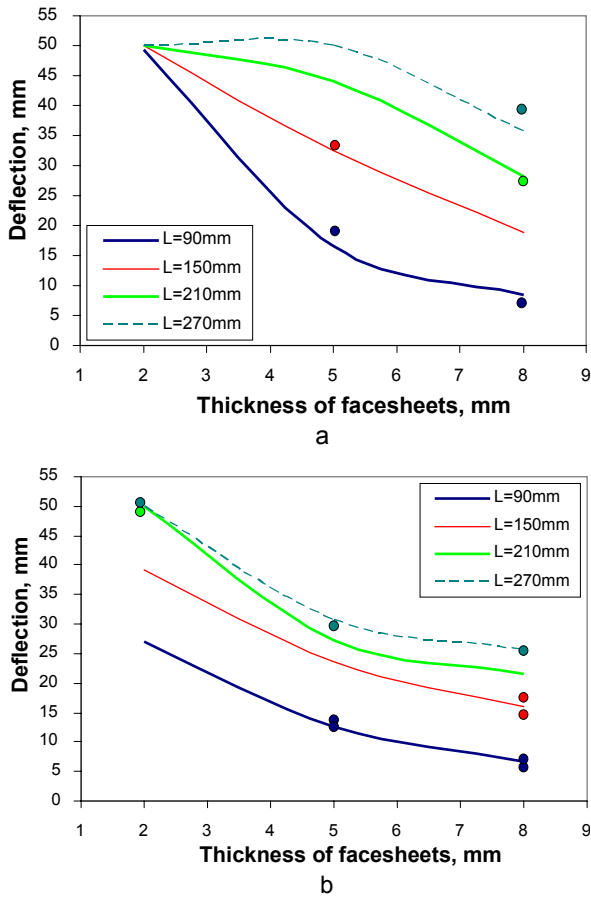 55
50
45
40
35
30
25
20
15
10
5
0
Deflection, mm
L=90mm
L=150mm
L=210mm
L=270mm
1 2 3 4 5 6 7 8 9
Thickness of facesheets, mm
a
55
50
45
40
35
30
25
20
15
10
5
0
Deflection, mm
L=90mm
L=150mm
L=210mm
L=270mm
1 2 3 4 5 6 7 8 9
Thickness of facesheets, mm
b